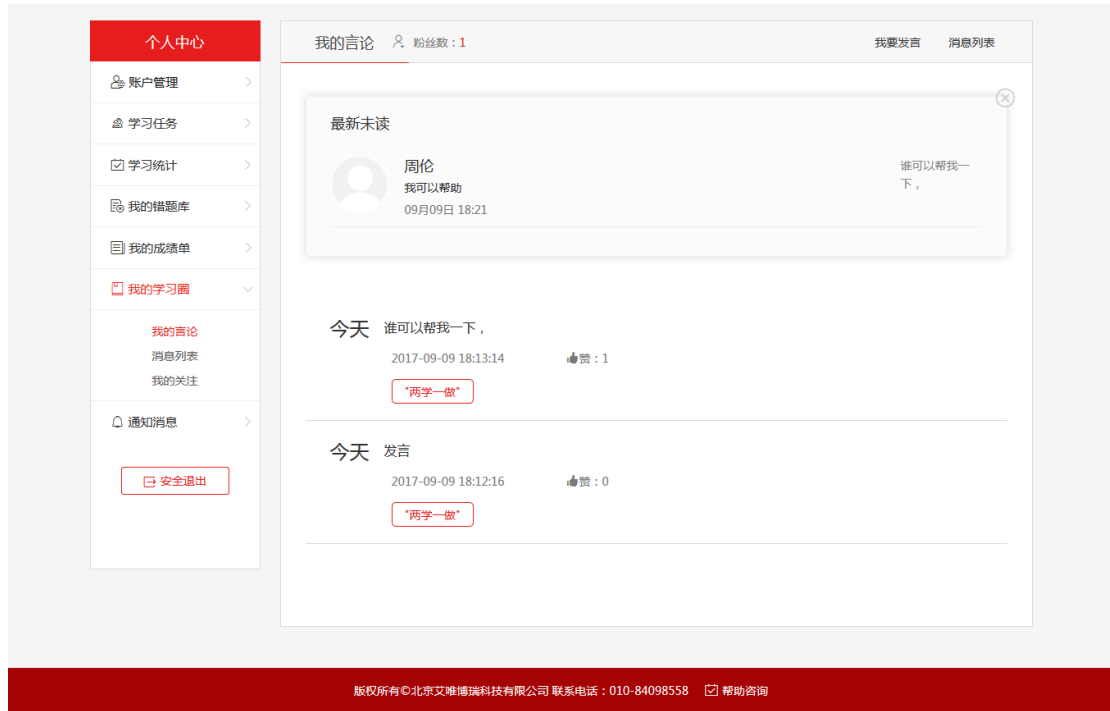 个人中心
账户管理
学习任务
学习统计
我的错题库
我的成绩单
我的学习圈
我的言论
消息列表
我的关注
通知消息
安全退出
我的言论 粉丝数：1 我要发言 消息列表
最新未读
周伦
我可以帮助
09月09日 18:21
谁可以帮我一
下，
今天 谁可以帮我一下，
2017-09-09 18:13:14 赞：1
"两学一做"
今天 发言
2017-09-09 18:12:16 赞：0
"两学一做"
版权所有©北京艾唯博瑞科技有限公司 联系电话：010-84098558 帮助咨询